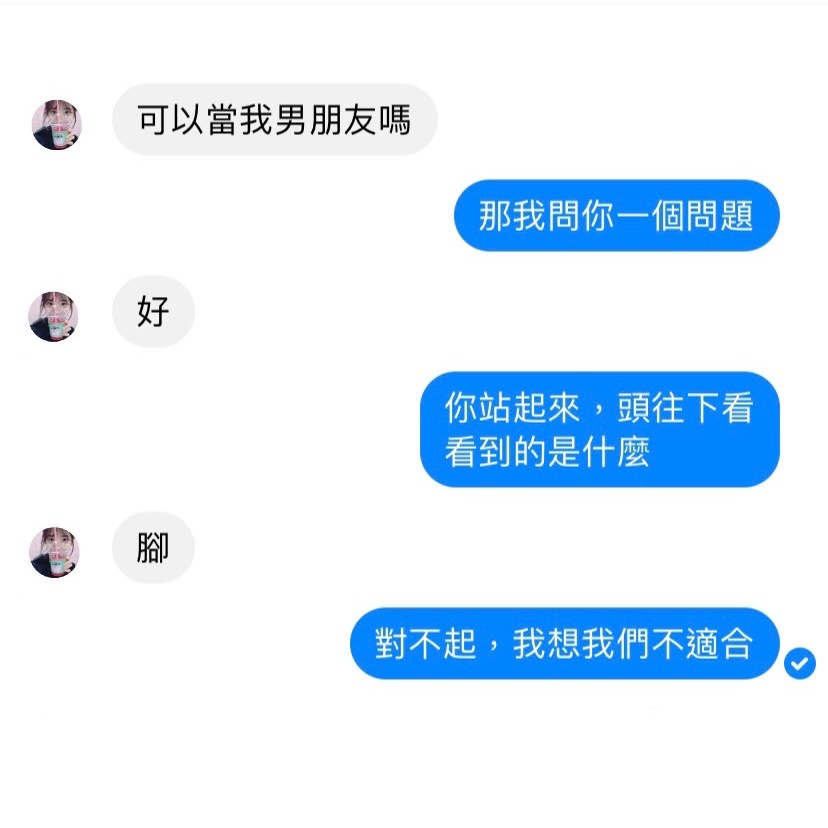 可以當我男朋友嗎
那我問你一個問題
好
你站起來，頭往下看
看到的是什麼
腳
對不起，我想我們不適合